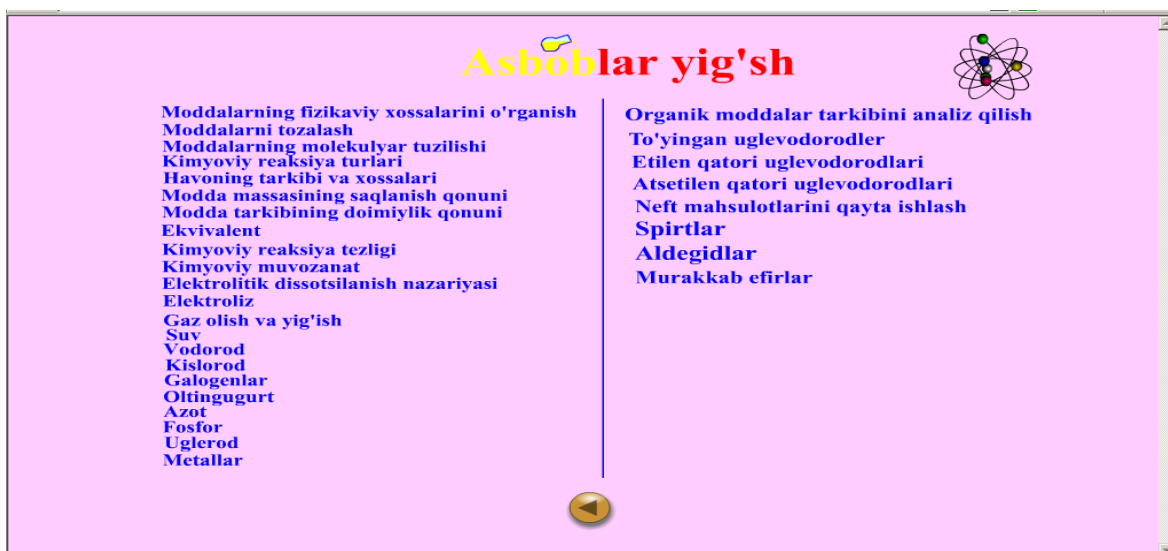 Asboblar yig'sh
Moddalarning fizikaviy xossalarini o'rganish
Moddalarni tozalash
Moddalarning molekulyar tuzilishi
Kimyoviy reaksiya turlari
Havoning tarkibi va xossalari
Modda massasining saqlanish qonuni
Modda tarkibining doimiylik qonuni
Ekvivalent
Kimyoviy reaksiya tezligi
Kimyoviy muvozanat
Elektrolitik dissotsilanish nazariyasi
Elektroliz
Gaz olish va yig'ish
Suv
Vodorod
Kislorod
Galogenlar
Oltingugurt
Azot
Fosfor
Uglerod
Metallar
Organik moddalar tarkibini analiz qilish
To'yingan uglevodorodler
Etilen qatori uglevodorodlari
Atsetilen qatori uglevodorodlari
Neft mahsulotlarini qayta ishlash
Spirtlar
Aldegidlar
Murakkab efirlar